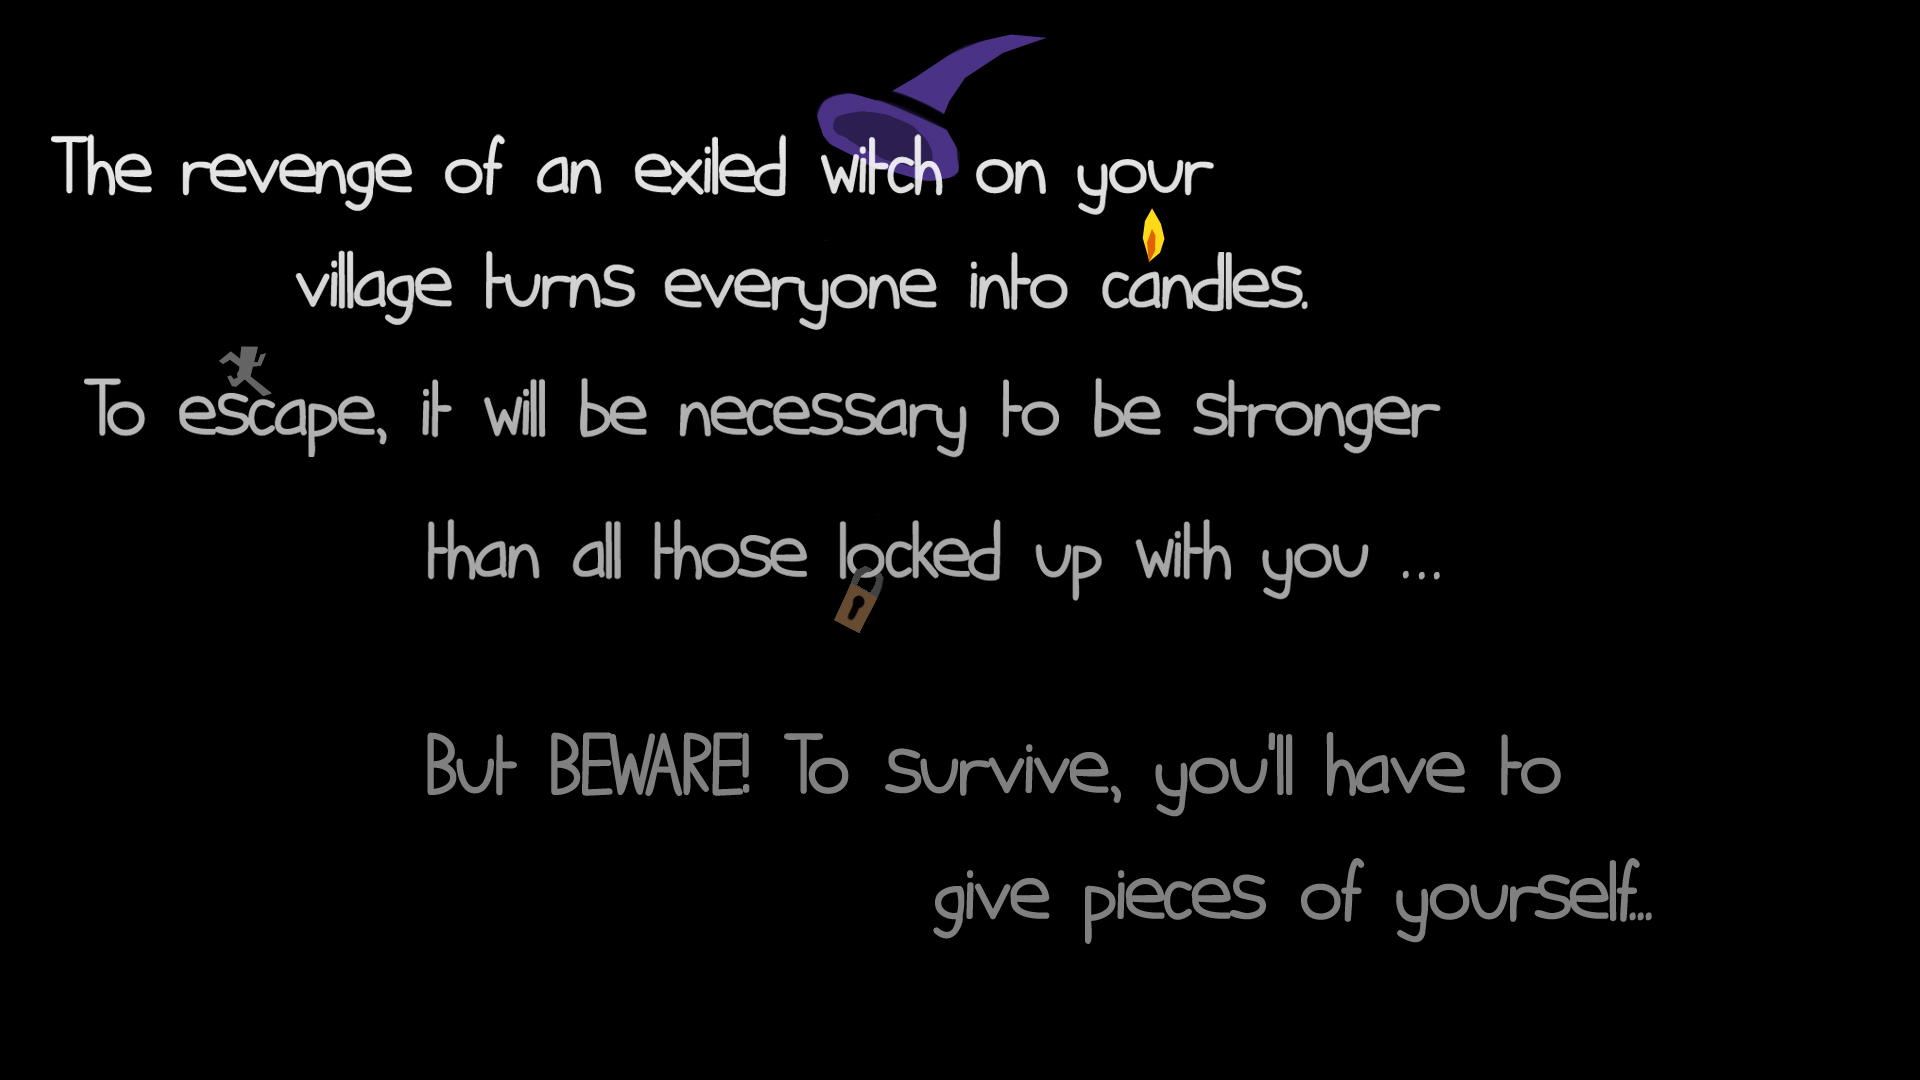 The revenge of an exiled witch on your
village turns everyone into candles.
To escape, it will be necessary to be stronger
than all those locked up with you ...
But BEWARE! To survive, you'll have to
give pieces of yourself...